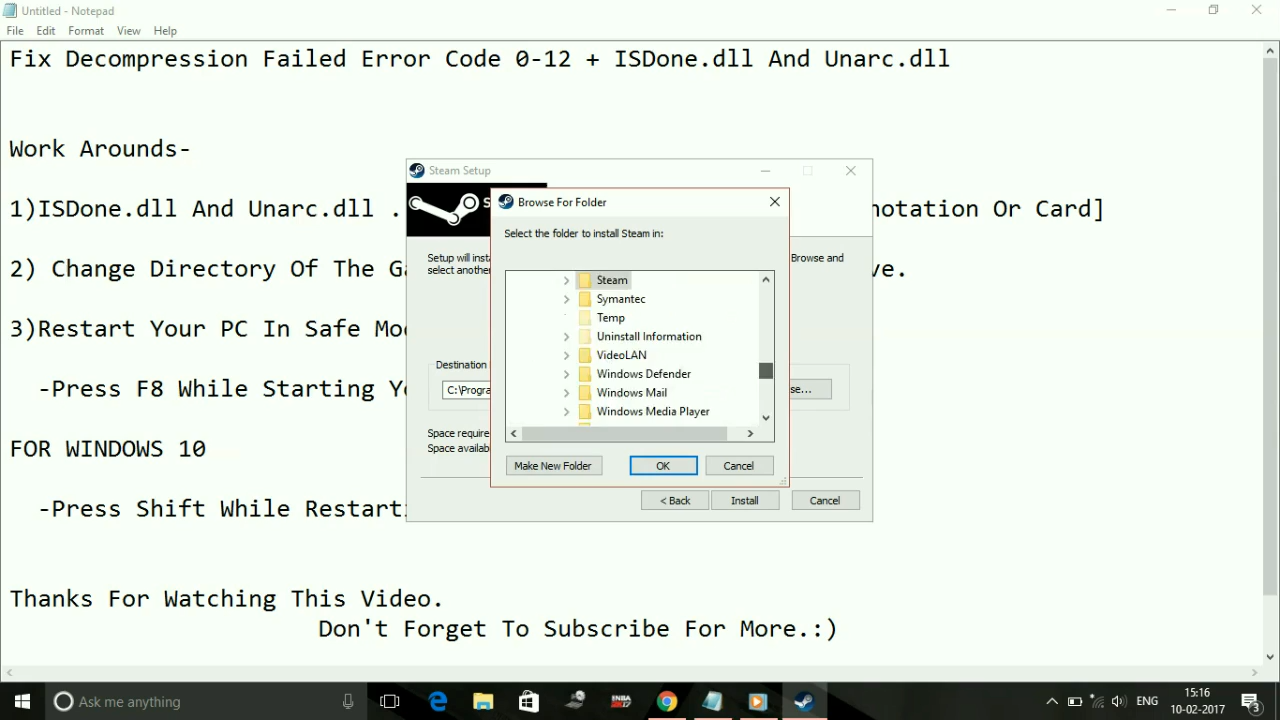 Untitled - Notepad
File Edit Format View Help
Fix Decompression Failed Error Code 0-12 + ISDone.dll And Unarc.dll
Work Arounds-
1)ISDone.dll And Unarc.dll . notation Or Card]
2) Change Directory Of The Ga ve.
3)Restart Your PC In Safe Mo
-Press F8 While Starting Yo
FOR WINDOWS 10
-Press Shift While Restarti
Thanks For Watching This Video.
Don't Forget To Subscribe For More.:)
Steam Setup
S
Setup will insta Browse and
select another
Destination
C:\Progra se...
Space require
Space availab
< Back Install Cancel
Browse For Folder
Select the folder to install Steam in:
Steam
Symantec
Temp
Uninstall Information
VideoLAN
Windows Defender
Windows Mail
Windows Media Player
Make New Folder OK Cancel
Ask me anything
ENG
15:16
10-02-2017
3